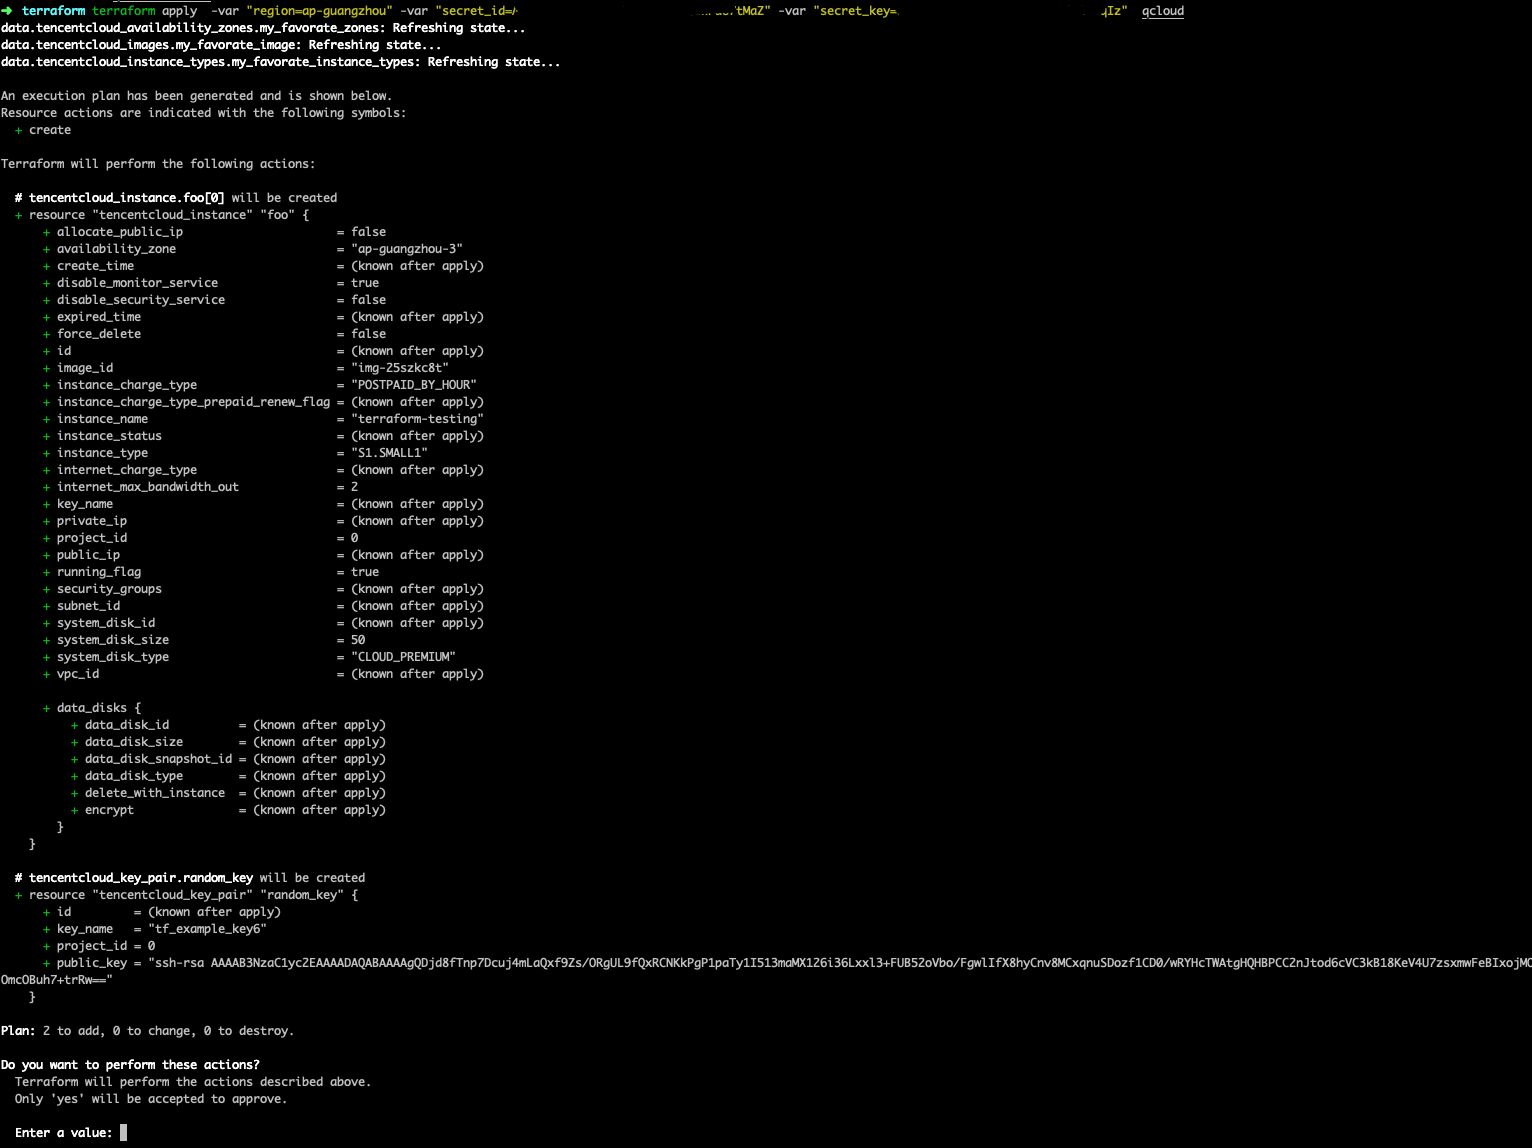 ➜ terraform terraform apply -var "region=ap-guangzhou" -var "secret_id= tMaZ" -var "secret_key= qIz" qcloud
data.tencentcloud_availability_zones.my_favorate_zones: Refreshing state...
data.tencentcloud_images.my_favorate_image: Refreshing state...
data.tencentcloud_instance_types.my_favorate_instance_types: Refreshing state...
An execution plan has been generated and is shown below.
Resource actions are indicated with the following symbols:
+ create
Terraform will perform the following actions:
# tencentcloud_instance.foo[0] will be created
+ resource "tencentcloud_instance" "foo" {
+ allocate_public_ip = false
+ availability_zone = "ap-guangzhou-3"
+ create_time = (known after apply)
+ disable_monitor_service = true
+ disable_security_service = false
+ expired_time = (known after apply)
+ force_delete = false
+ id = (known after apply)
+ image_id = "img-25szkc8t"
+ instance_charge_type = "POSTPAID_BY_HOUR"
+ instance_charge_type_prepaid_renew_flag = (known after apply)
+ instance_name = "terraform-testing"
+ instance_status = (known after apply)
+ instance_type = "S1.SMALL1"
+ internet_charge_type = (known after apply)
+ internet_max_bandwidth_out = 2
+ key_name = (known after apply)
+ private_ip = (known after apply)
+ project_id = 0
+ public_ip = (known after apply)
+ running_flag = true
+ security_groups = (known after apply)
+ subnet_id = (known after apply)
+ system_disk_id = (known after apply)
+ system_disk_size = 50
+ system_disk_type = "CLOUD_PREMIUM"
+ vpc_id = (known after apply)
+ data_disks {
+ data_disk_id = (known after apply)
+ data_disk_size = (known after apply)
+ data_disk_snapshot_id = (known after apply)
+ data_disk_type = (known after apply)
+ delete_with_instance = (known after apply)
+ encrypt = (known after apply)
}
}
# tencentcloud_key_pair.random_key will be created
+ resource "tencentcloud_key_pair" "random_key" {
+ id = (known after apply)
+ key_name = "tf_example_key6"
+ project_id = 0
+ public_key = "ssh-rsa AAAAB3NzaC1yc2EAAAADAQABAAAAgQDjd8fTnp7Dcuj4mLaQxf9Zs/ORgUL9fQxRCNKkPgP1paTy1I513maMX126i36Lxxl3+FUB52oVbo/FgwlIfX8hyCnv8MCxqnuSDozf1CD0/wRYHcTWAtgHQHBPCC2nJtod6cVC3kB18KeV4U7zsxmwFeBIxojMO
OmcOBuh7+trRw=="
}
Plan: 2 to add, 0 to change, 0 to destroy.
Do you want to perform these actions?
Terraform will perform the actions described above.
Only 'yes' will be accepted to approve.
Enter a value: